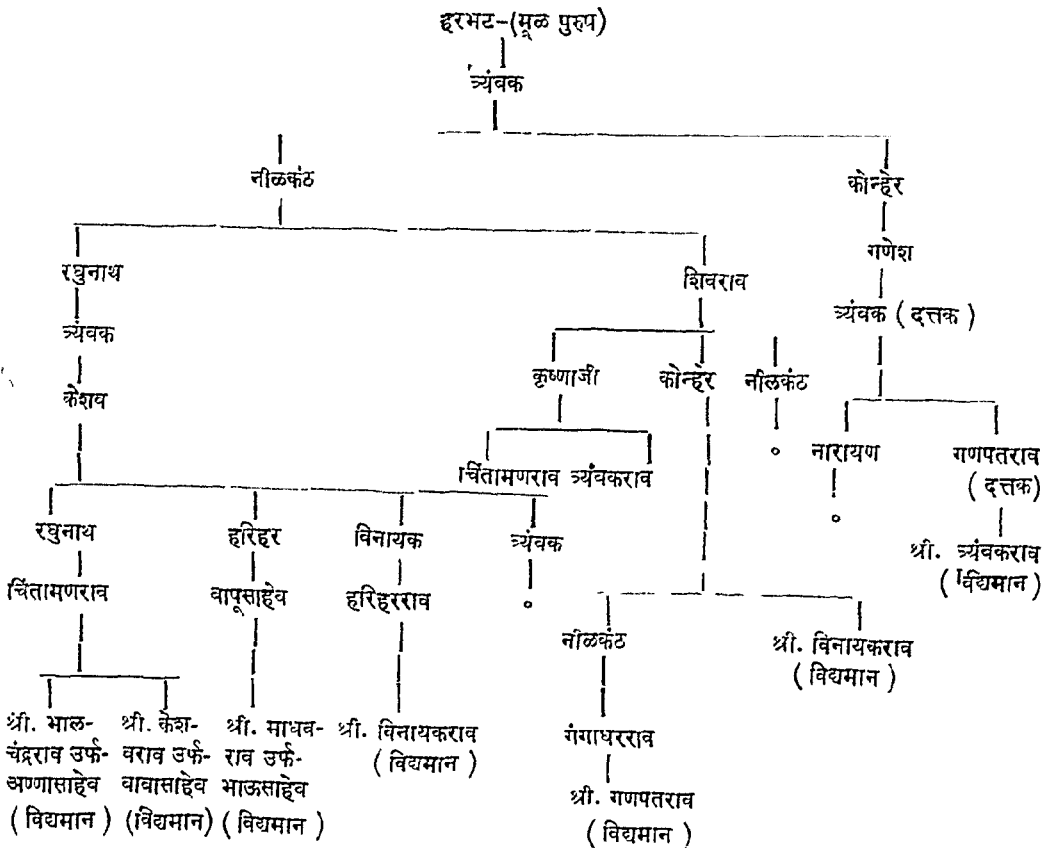 हरभट-(मूळ पुरुष)
त्र्यंबक
नीळकंठ
कोन्हेर
रघुनाथ
शिवराव
गणेश
त्र्यंबक
त्र्यंबक ( दत्तक )
केशव
कृष्णाजी
कोन्हेर
नीलकंठ
चिंतामणराव त्र्यंबकराव
नारायण
गणपतराव
( दत्तक )
रघुनाथ
हरिहर
विनायक
त्र्यंबक
श्री. त्र्यंबकराव
( विद्यमान )
चिंतामणराव
बापूसाहेब
हरिहरराव
नीळकंठ
श्री. विनायकराव
( विद्यमान )
श्री. भाल-
चंद्रराव उर्फ-
अण्णासाहेब
( विद्यमान )
श्री. केश-
वराव उर्फ-
बाबासाहेब
(विद्यमान)
श्री. माधव-
राव उर्फ-
भाऊसाहेब
( विद्यमान )
श्री. विनायकराव
( विद्यमान )
गंगाधरराव
श्री. गणपतराव
( विद्यमान )